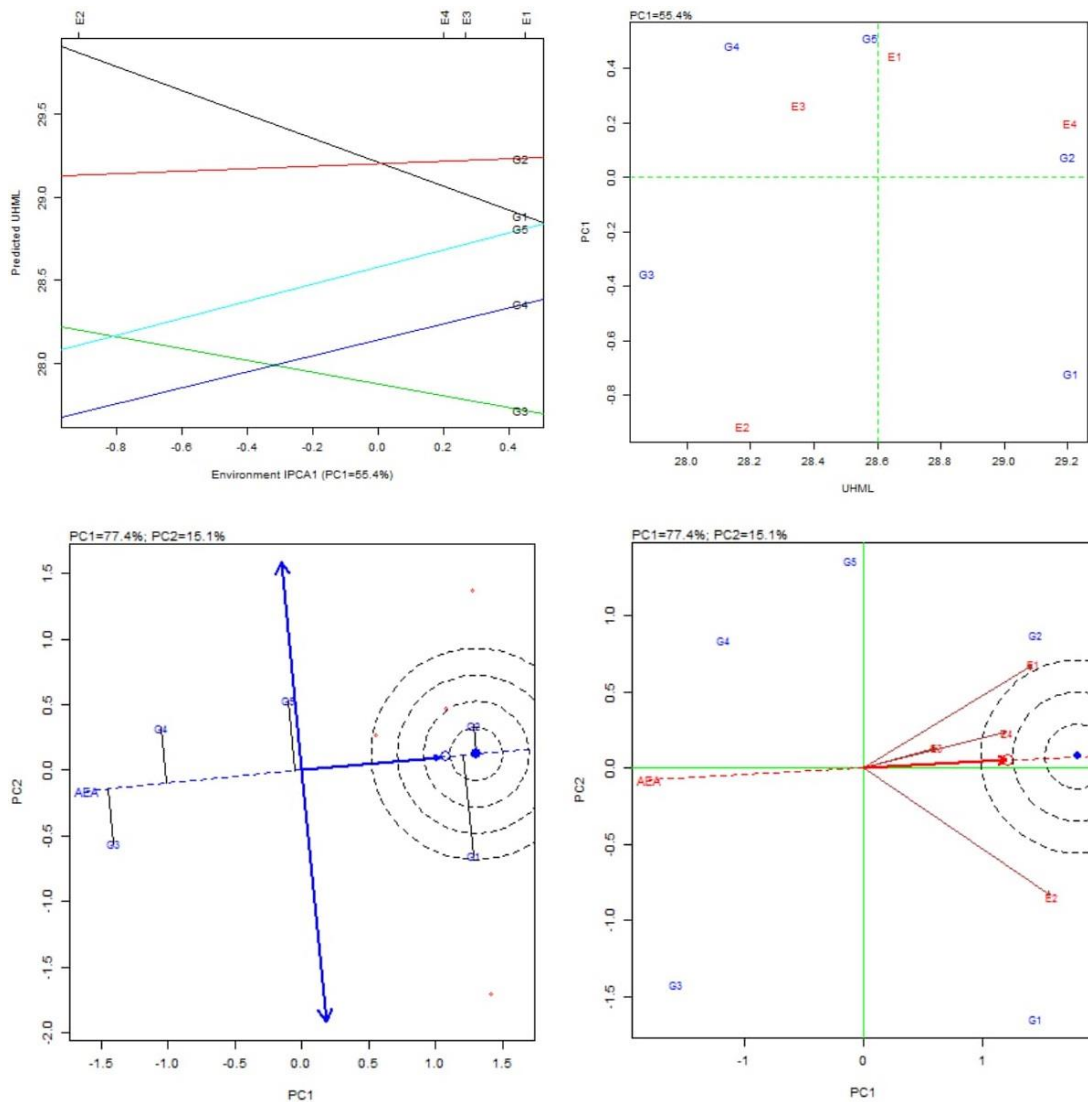 E2 E4 E3 E1
Predicted UHML
29.5
29.0
28.5
28.0
G2
G1
G5
G4
G3
-0.8 -0.6 -0.4 -0.2 0.0 0.2 0.4
Environment IPCA1 (PC1=55.4%)
PC1=55.4%
PC1
0.4
0.2
0.0
-0.2
-0.4
-0.6
-0.8
G4
G5
E1
E3
E4
G2
G3
G1
E2
28.0 28.2 28.4 28.6 28.8 29.0 29.2
UHML
PC1=77.4%; PC2=15.1%
PC2
1.5
1.0
0.5
0.0
-0.5
-1.0
-1.5
-2.0
G5
G4
G2
AEA
G3
G1
-1.5 -1.0 -0.5 0.0 0.5 1.0 1.5
PC1
PC1=77.4%; PC2=15.1%
PC2
1.0
0.5
0.0
-0.5
-1.0
-1.5
G5
G4
G2
E1
E4
E3
AEA
E2
G3
G1
-1 0 1
PC1